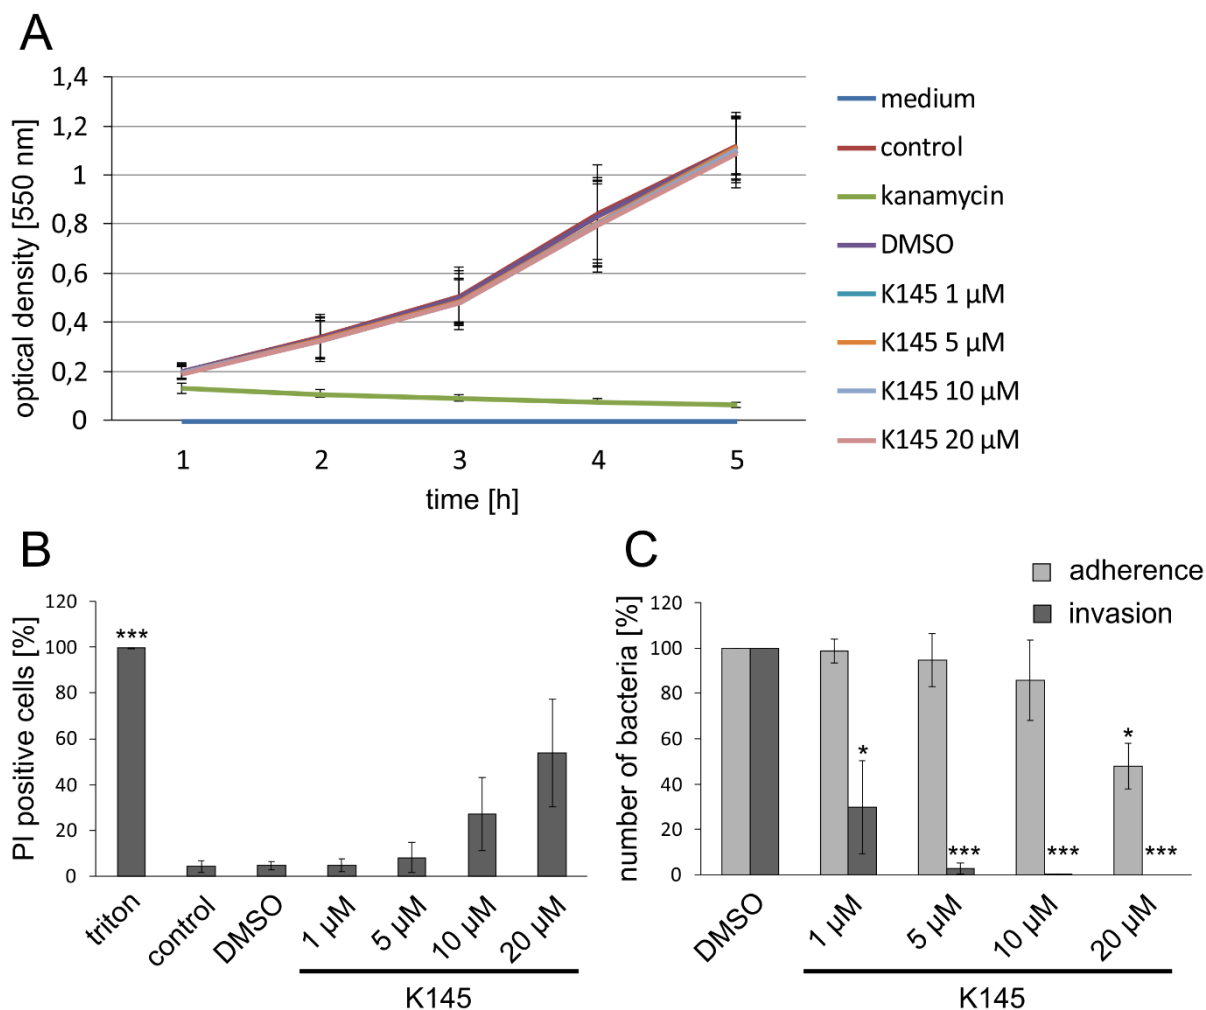 A
optical density [550 nm]
1,4
1,2
1
0,8
0,6
0,4
0,2
0
1 2 3 4 5
time [h]
medium
control
kanamycin
DMSO
K145 1 µM
K145 5 µM
K145 10 µM
K145 20 µM
B
PI positive cells [%]
120
100
80
60
40
20
0
***
triton control DMSO 1 µM 5 µM 10 µM 20 µM
K145
C
adherence
invasion
number of bacteria [%]
120
100
80
60
40
20
0
* *** *** * ***
DMSO 1 µM 5 µM 10 µM 20 µM
K145